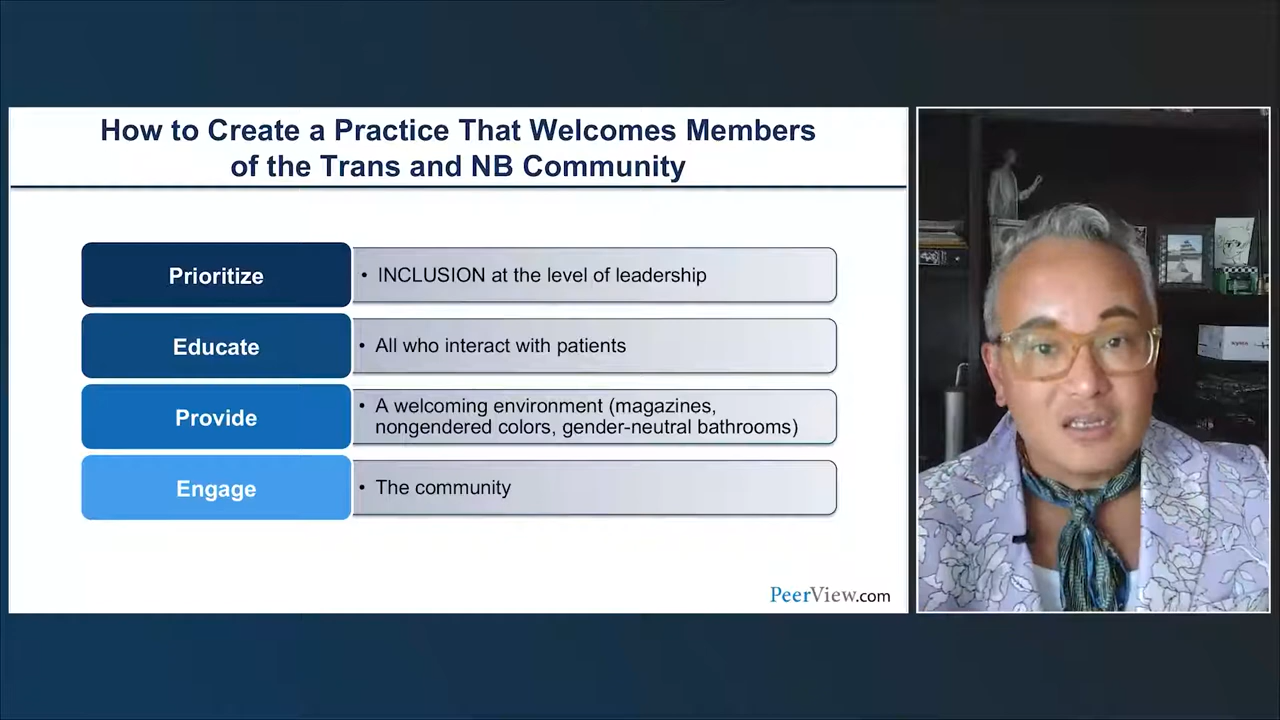 How to Create a Practice That Welcomes Members
of the Trans and NB Community
Prioritize
• INCLUSION at the level of leadership
Educate
• All who interact with patients
Provide
• A welcoming environment (magazines,
nongendered colors, gender-neutral bathrooms)
Engage
• The community
PeerView.com